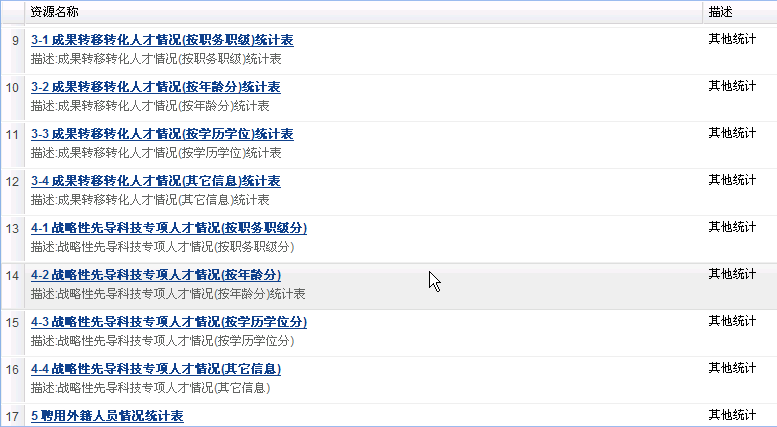 资源名称 描述
9 3-1 成果转移转化人才情况(按职务职级)统计表 其他统计
描述:成果转移转化人才情况(按职务职级)统计表
10 3-2 成果转移转化人才情况(按年龄分)统计表 其他统计
描述:成果转移转化人才情况(按年龄分)统计表
11 3-3 成果转移转化人才情况(按学历学位)统计表 其他统计
描述:成果转移转化人才情况(按学历学位)统计表
12 3-4 成果转移转化人才情况(其它信息)统计表 其他统计
描述:成果转移转化人才情况(其它信息)统计表
13 4-1 战略性先导科技专项人才情况(按职务职级分) 其他统计
描述:战略性先导科技专项人才情况(按职务职级分)
14 4-2 战略性先导科技专项人才情况(按年龄分) 其他统计
描述:战略性先导科技专项人才情况(按年龄分)统计表
15 4-3 战略性先导科技专项人才情况(按学历学位分) 其他统计
描述:战略性先导科技专项人才情况(按学历学位分)
16 4-4 战略性先导科技专项人才情况(其它信息) 其他统计
描述:战略性先导科技专项人才情况(其它信息)
17 5 聘用外籍人员情况统计表 其他统计